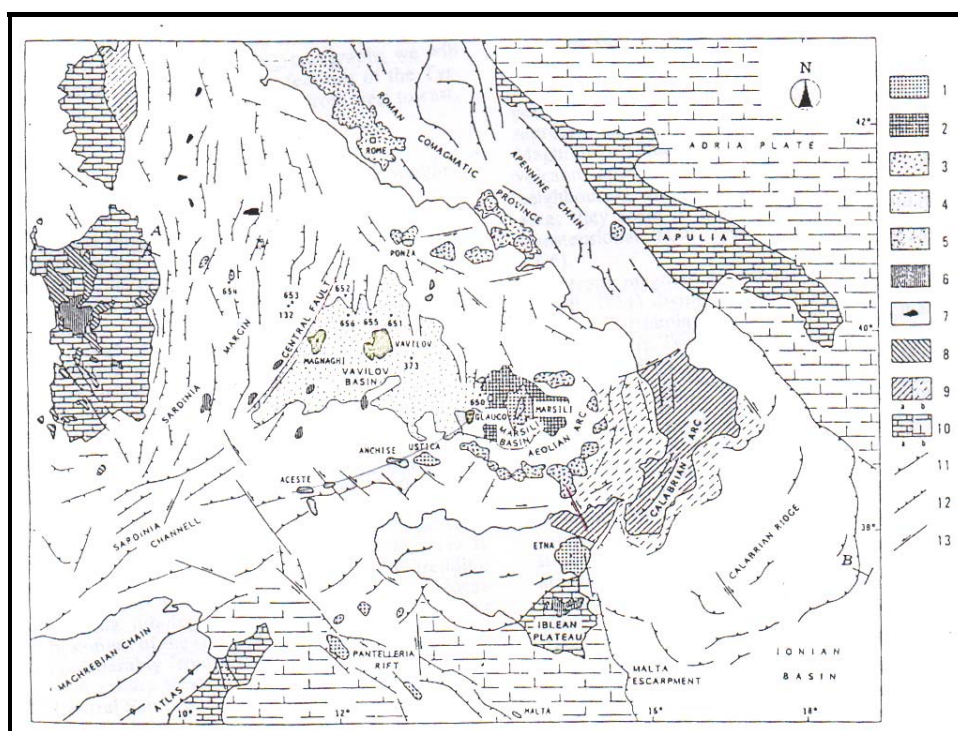 N
1
2
3
4
5
6
7
8
9
a b
10
a b
11
12
13
42°
40°
38°
10°
12°
16°
18°
ROMAN COMAGMATIC PROVINCE
ROME
APENNINE CHAIN
ADRIA PLATE
APULIA
PONZA
A
654
653
132
652
CENTRAL FAULT
656 - 655
651
VAVILOV
MAGNAGHI
VAVILOV
BASIN
373
SARDINIA MARGIN
650
GLAUCO
MARSILI
MARSILI
BASIN
AEOLIAN ARC
CALABRIAN ARC
ANCHISE
USTICA
ACESTE
SARDINIA
CHANNELL
ETNA
CALABRIAN RIDGE
B
IBLEAN
PLATEAU
MAGHREBIAN CHAIN
ATLAS
PANTELLERIA
RIFT
MALTA
ESCARPMENT
MALTA
IONIAN
BASIN